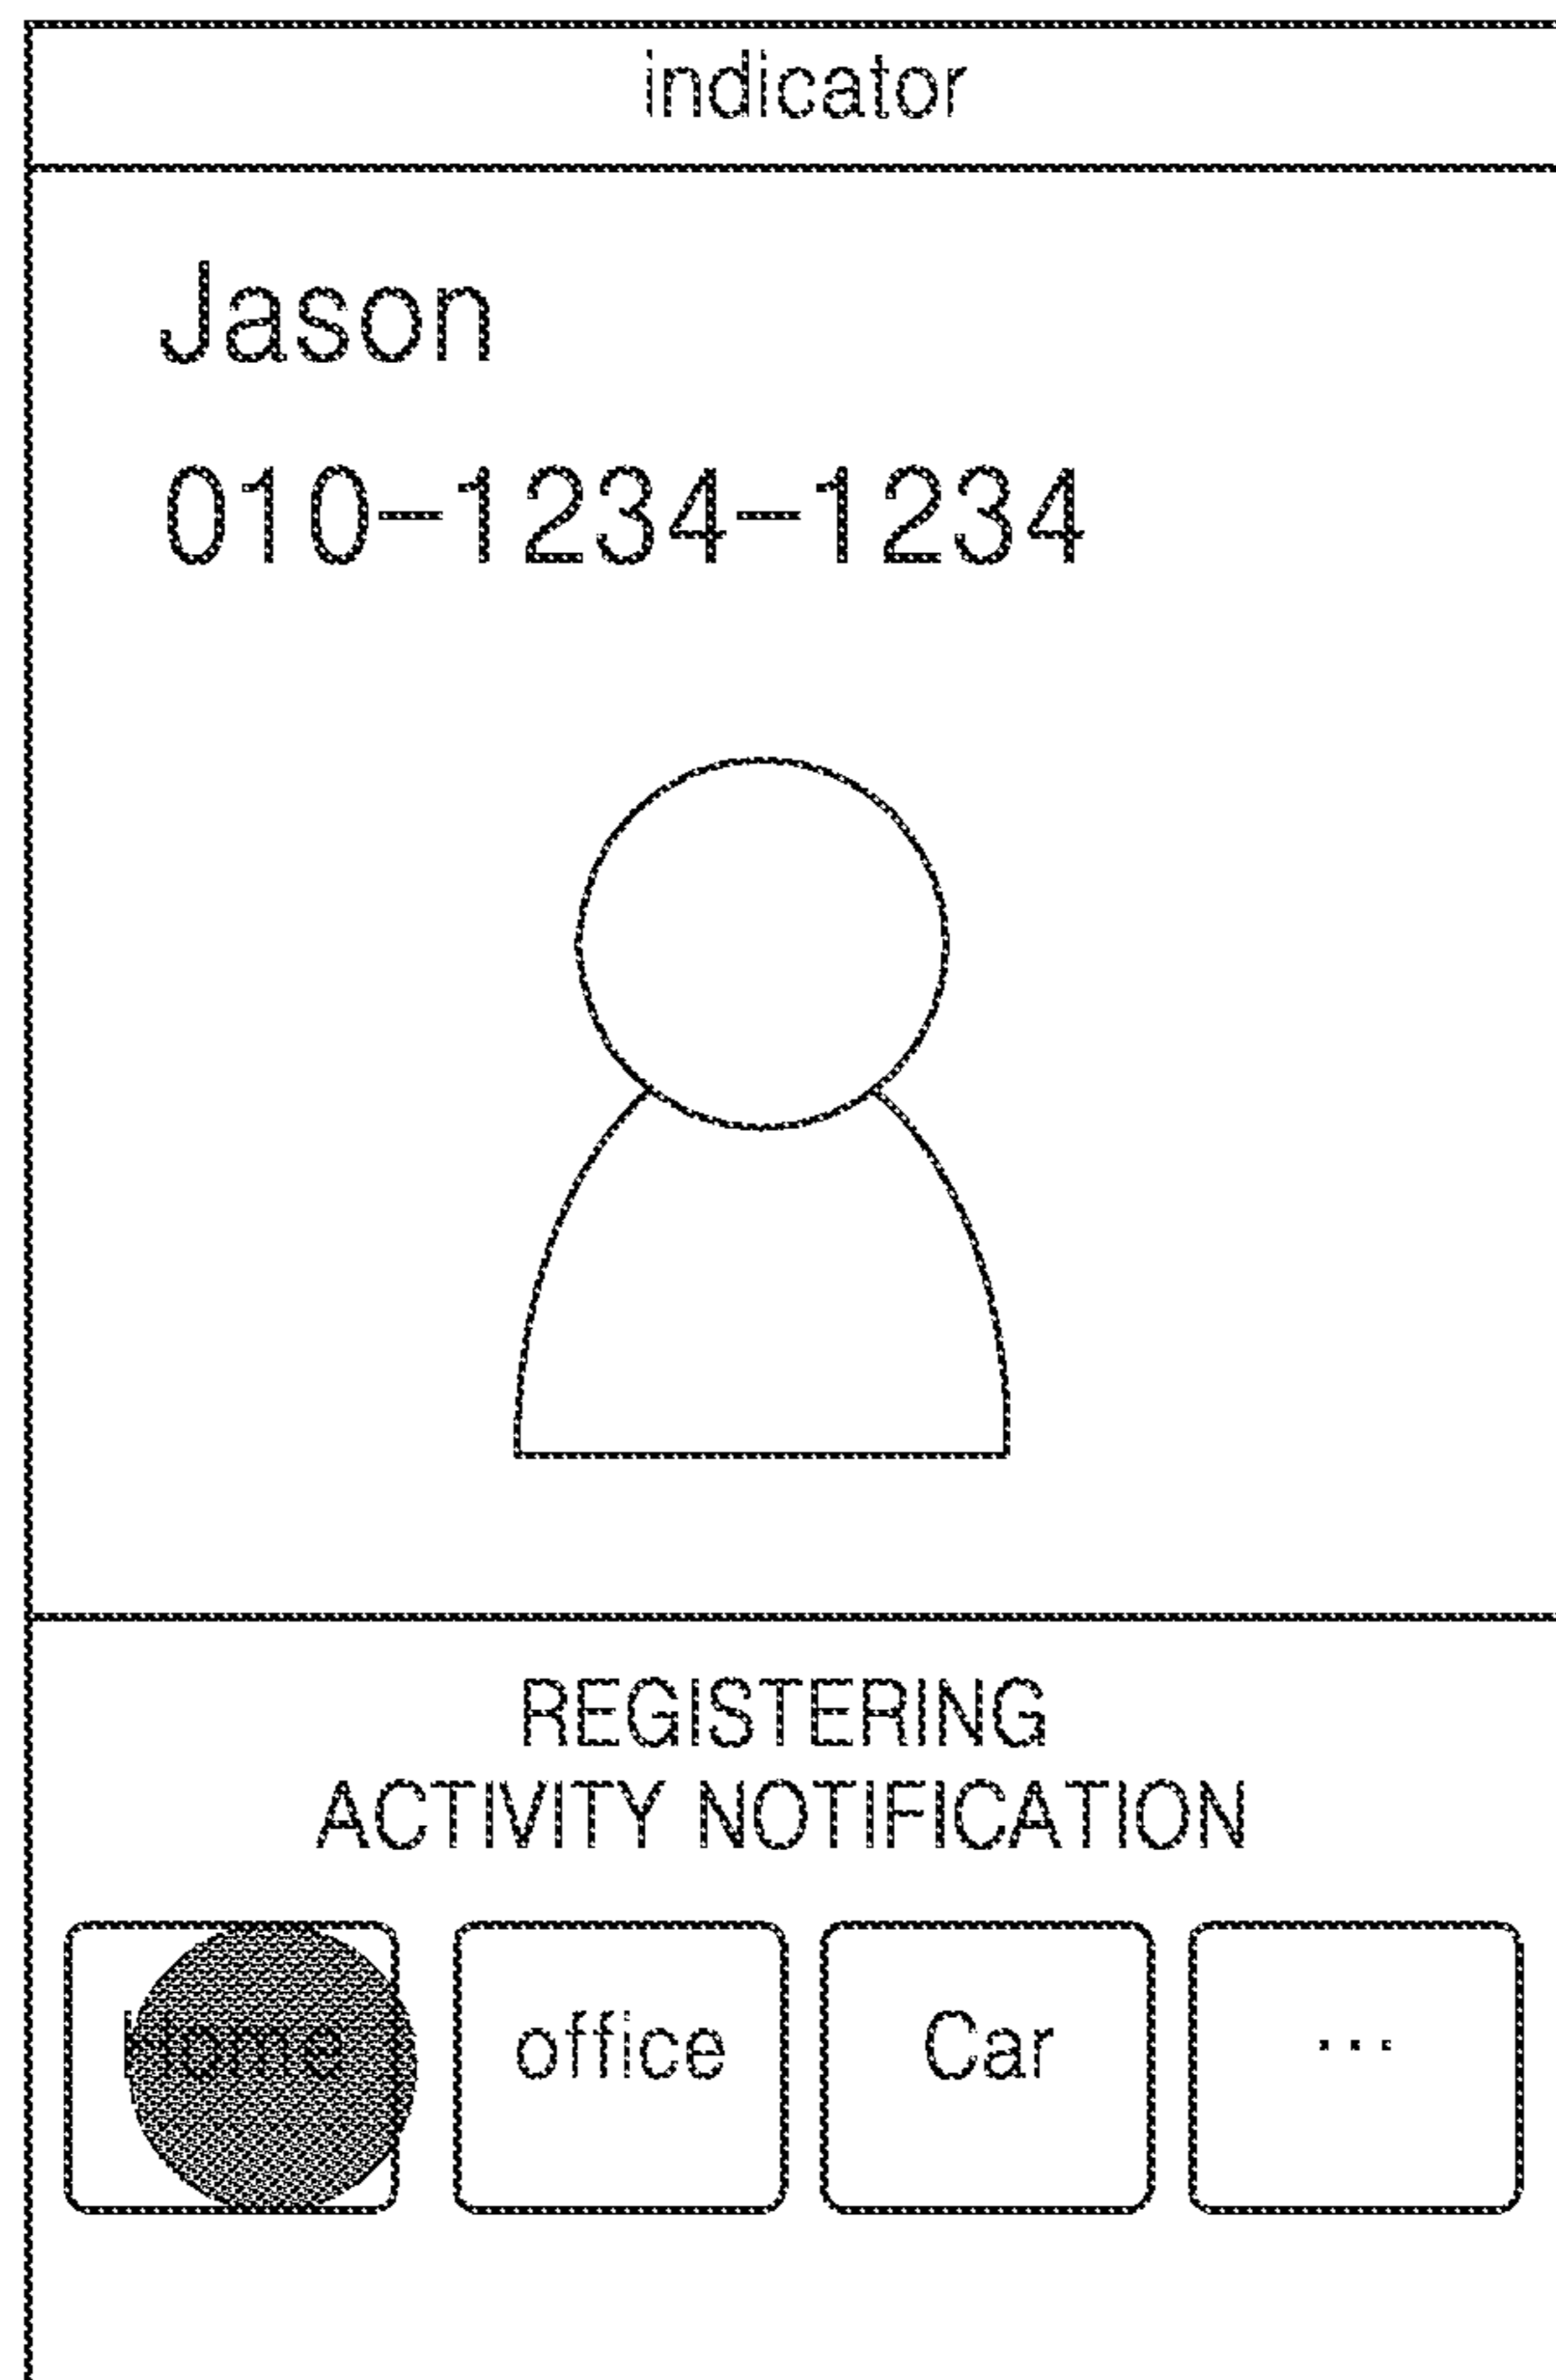 indicator
Jason
010-1234-1234
REGISTERING
ACTIVITY NOTIFICATION
Home office Car ...